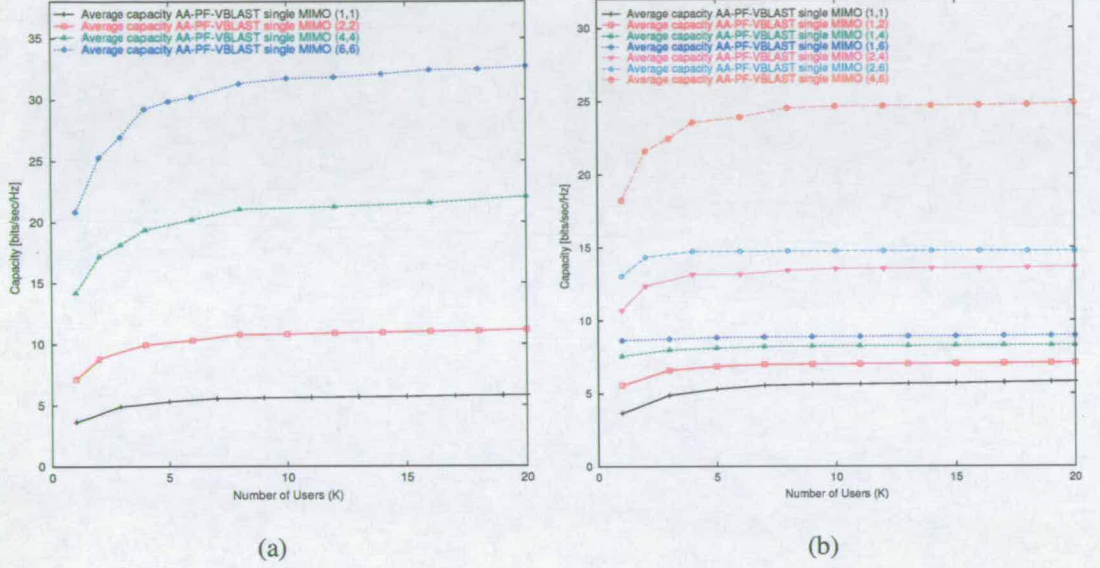 Average capacity AA-PF-VBLAST single MIMO (1,1)
Average capacity AA-PF-VBLAST single MIMO (2,2)
Average capacity AA-PF-VBLAST single MIMO (4,4)
Average capacity AA-PF-VBLAST single MIMO (6,6)
35
30
25
20
15
10
5
0
Capacity [bits/sec/Hz]
0
5
10
15
20
Number of Users (K)
(a)
Average capacity AA-PF-VBLAST single MIMO (1,1)
Average capacity AA-PF-VBLAST single MIMO (1,2)
Average capacity AA-PF-VBLAST single MIMO (1,4)
Average capacity AA-PF-VBLAST single MIMO (1,6)
Average capacity AA-PF-VBLAST single MIMO (2,4)
Average capacity AA-PF-VBLAST single MIMO (2,6)
Average capacity AA-PF-VBLAST single MIMO (4,6)
30
25
20
15
10
5
0
Capacity [bits/sec/Hz]
0
5
10
15
20
Number of Users (K)
(b)